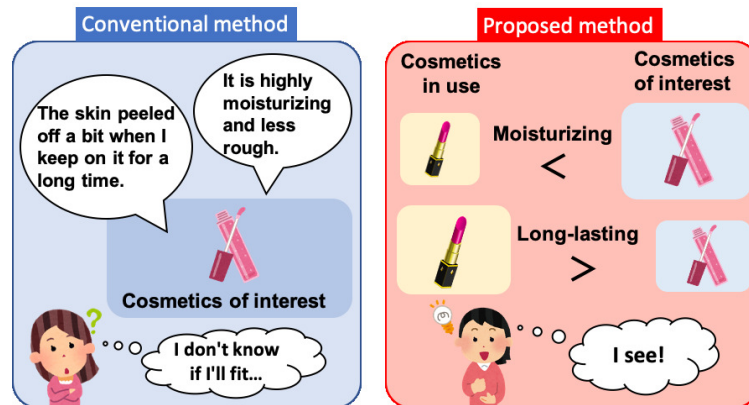 Conventional method
The skin peeled
off a bit when I
keep on it for a
long time.
It is highly
moisturizing
and less
rough.
Cosmetics of interest
?
I don't know
if I'll fit...
Proposed method
Cosmetics
in use
Cosmetics
of interest
Moisturizing
<
Long-lasting
>
I see!